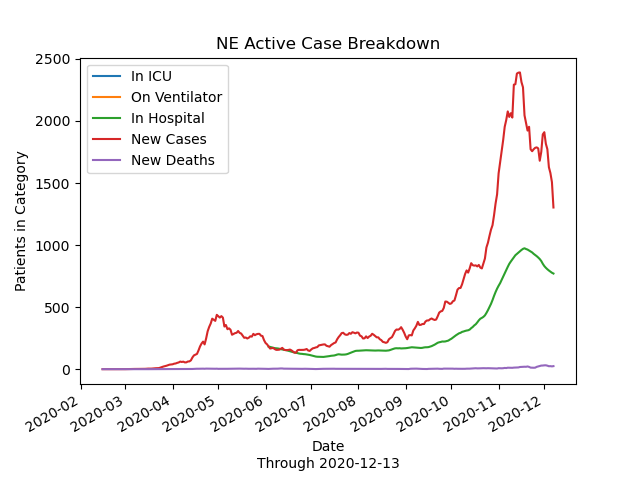 NE Active Case Breakdown
In ICU
On Ventilator
In Hospital
New Cases
New Deaths
Patients in Category
2500
2000
1500
1000
500
0
2020-02
2020-03
2020-04
2020-05
2020-06
2020-07
2020-08
2020-09
2020-10
2020-11
2020-12
Date
Through 2020-12-13